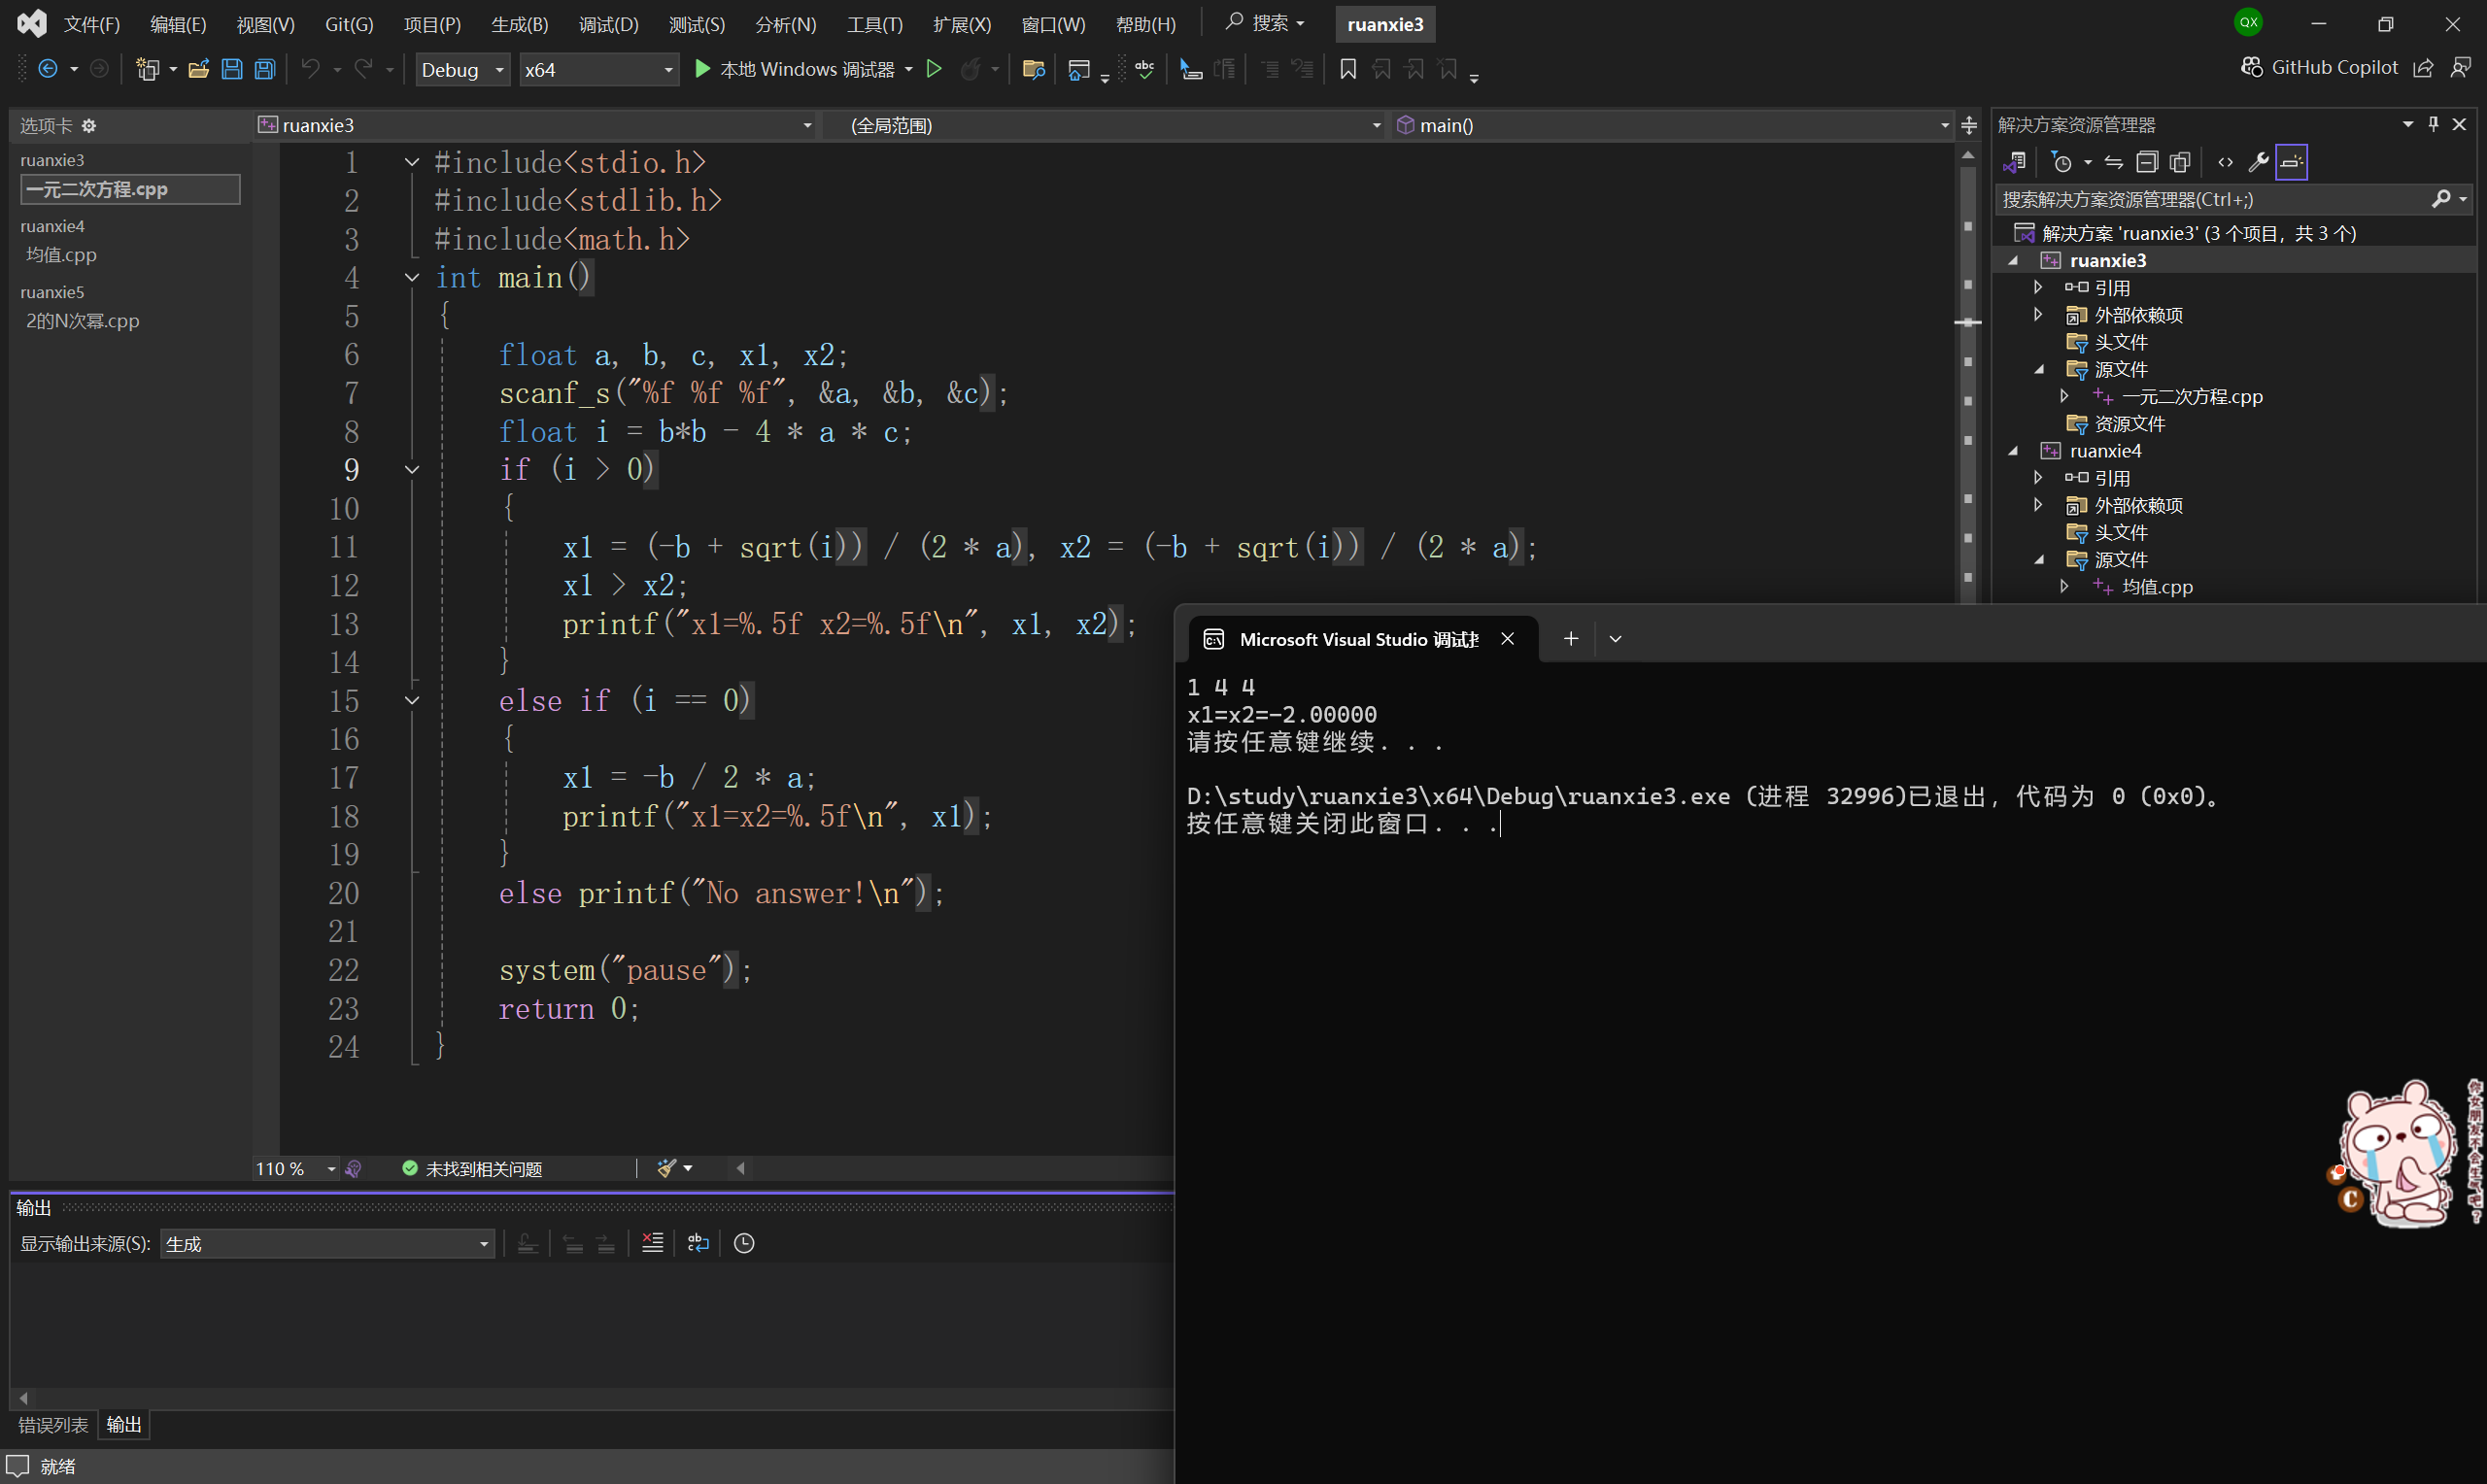 文件(F) 编辑(E) 视图(V) Git(G) 项目(P) 生成(B) 调试(D) 测试(S) 分析(N) 工具(T) 扩展(X) 窗口(W) 帮助(H) 搜索 ruanxie3 QX
Debug x64 本地 Windows 调试器 abc GitHub Copilot
选项卡
ruanxie3
一元二次方程.cpp
ruanxie4
均值.cpp
ruanxie5
2的N次幂.cpp
ruanxie3 (全局范围) main()
1 #include<stdio.h>
2 #include<stdlib.h>
3 #include<math.h>
4 int main()
5 {
6 float a, b, c, x1, x2;
7 scanf_s("%f %f %f", &a, &b, &c);
8 float i = b*b - 4 * a * c;
9 if (i > 0)
10 {
11 x1 = (-b + sqrt(i)) / (2 * a), x2 = (-b + sqrt(i)) / (2 * a);
12 x1 > x2;
13 printf("x1=%.5f x2=%.5f\n", x1, x2);
14 }
15 else if (i == 0)
16 {
17 x1 = -b / 2 * a;
18 printf("x1=x2=%.5f\n", x1);
19 }
20 else printf("No answer!\n");
21
22 system("pause");
23 return 0;
24 }
110 % 未找到相关问题
解决方案资源管理器
搜索解决方案资源管理器(Ctrl+;)
解决方案 'ruanxie3' (3 个项目，共 3 个)
ruanxie3
引用
外部依赖项
头文件
源文件
一元二次方程.cpp
资源文件
ruanxie4
引用
外部依赖项
头文件
源文件
均值.cpp
Microsoft Visual Studio 调试
1 4 4
x1=x2=-2.00000
请按任意键继续. . .
D:\study\ruanxie3\x64\Debug\ruanxie3.exe (进程 32996)已退出，代码为 0 (0x0)。
按任意键关闭此窗口. . .
你女朋友不会生气吧？
C
输出
显示输出来源(S): 生成
错误列表 输出
就绪